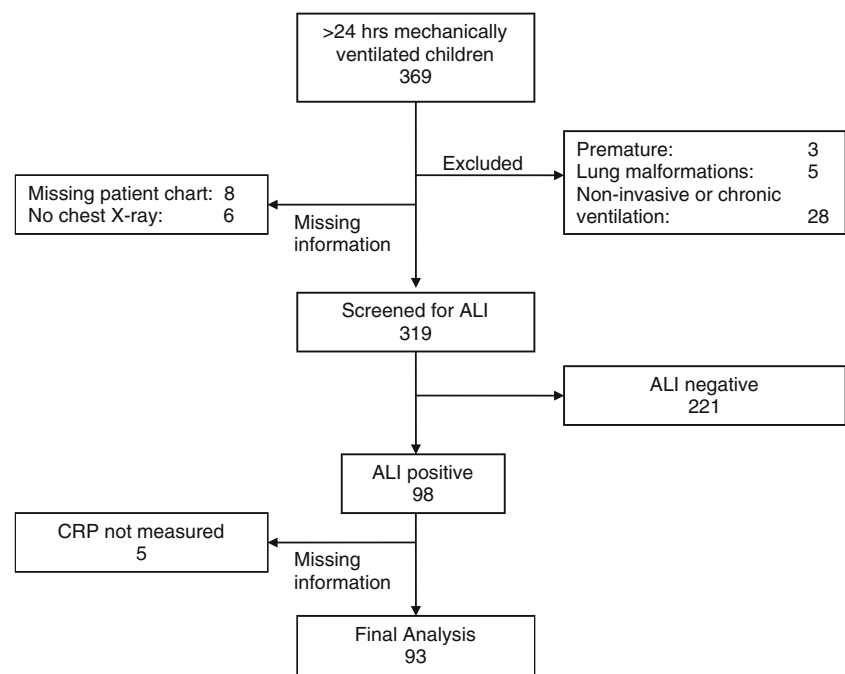 >24 hrs mechanically
ventilated children
369
Excluded
Premature: 3
Lung malformations: 5
Non-invasive or chronic
ventilation: 28
Missing patient chart: 8
No chest X-ray: 6
Missing
information
Screened for ALI
319
ALI negative
221
ALI positive
98
CRP not measured
5
Missing
information
Final Analysis
93